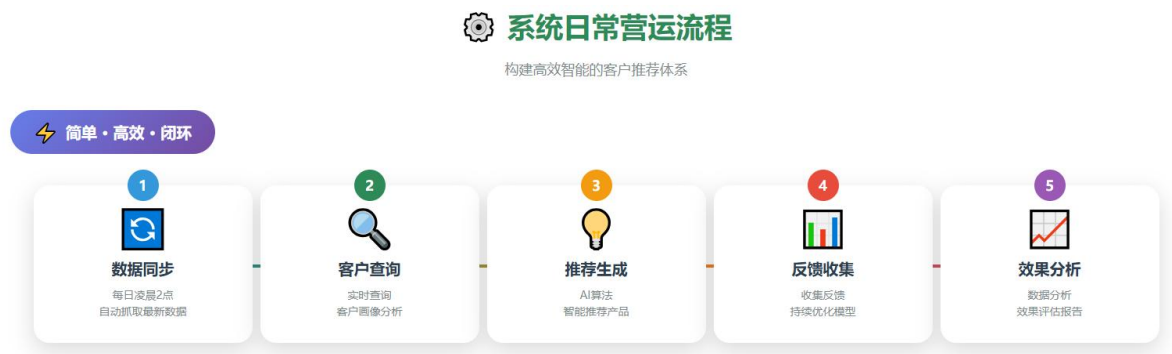 系统日常营运流程
构建高效智能的客户推荐体系
简单·高效·闭环
1
2
3
4
5
数据同步
每日凌晨2点
自动抓取最新数据
客户查询
实时查询
客户画像分析
推荐生成
AI算法
智能推荐产品
反馈收集
收集反馈
持续优化模型
效果分析
数据分析
效果评估报告